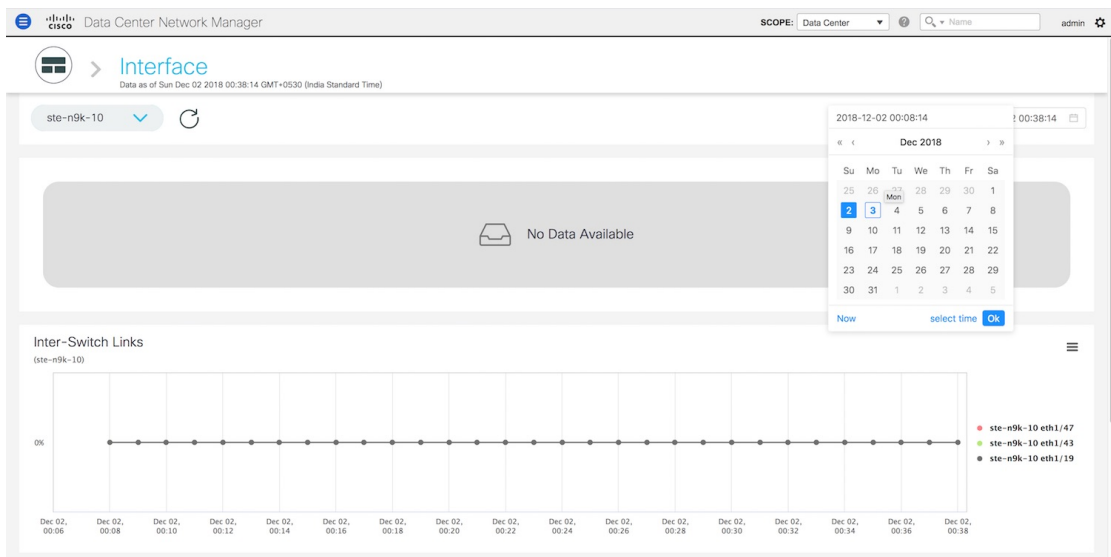 cisco Data Center Network Manager SCOPE: Data Center Name admin
Interface
Data as of Sun Dec 02 2018 00:38:14 GMT+0530 (India Standard Time)
ste-n9k-10
2018-12-02 00:08:14
2 00:38:14
« ‹ Dec 2018 › »
Su Mo Tu We Th Fr Sa
25 26 27 28 29 30 1
Mon
2 3 4 5 6 7 8
9 10 11 12 13 14 15
16 17 18 19 20 21 22
23 24 25 26 27 28 29
30 31 1 2 3 4 5
Now select time Ok
No Data Available
Inter-Switch Links
(ste-n9k-10)
0%
ste-n9k-10 eth1/47
ste-n9k-10 eth1/43
ste-n9k-10 eth1/19
Dec 02, Dec 02, Dec 02, Dec 02, Dec 02, Dec 02, Dec 02, Dec 02, Dec 02, Dec 02, Dec 02, Dec 02, Dec 02, Dec 02, Dec 02, Dec 02, Dec 02,
00:06 00:08 00:10 00:12 00:14 00:16 00:18 00:20 00:22 00:24 00:26 00:28 00:30 00:32 00:34 00:36 00:38